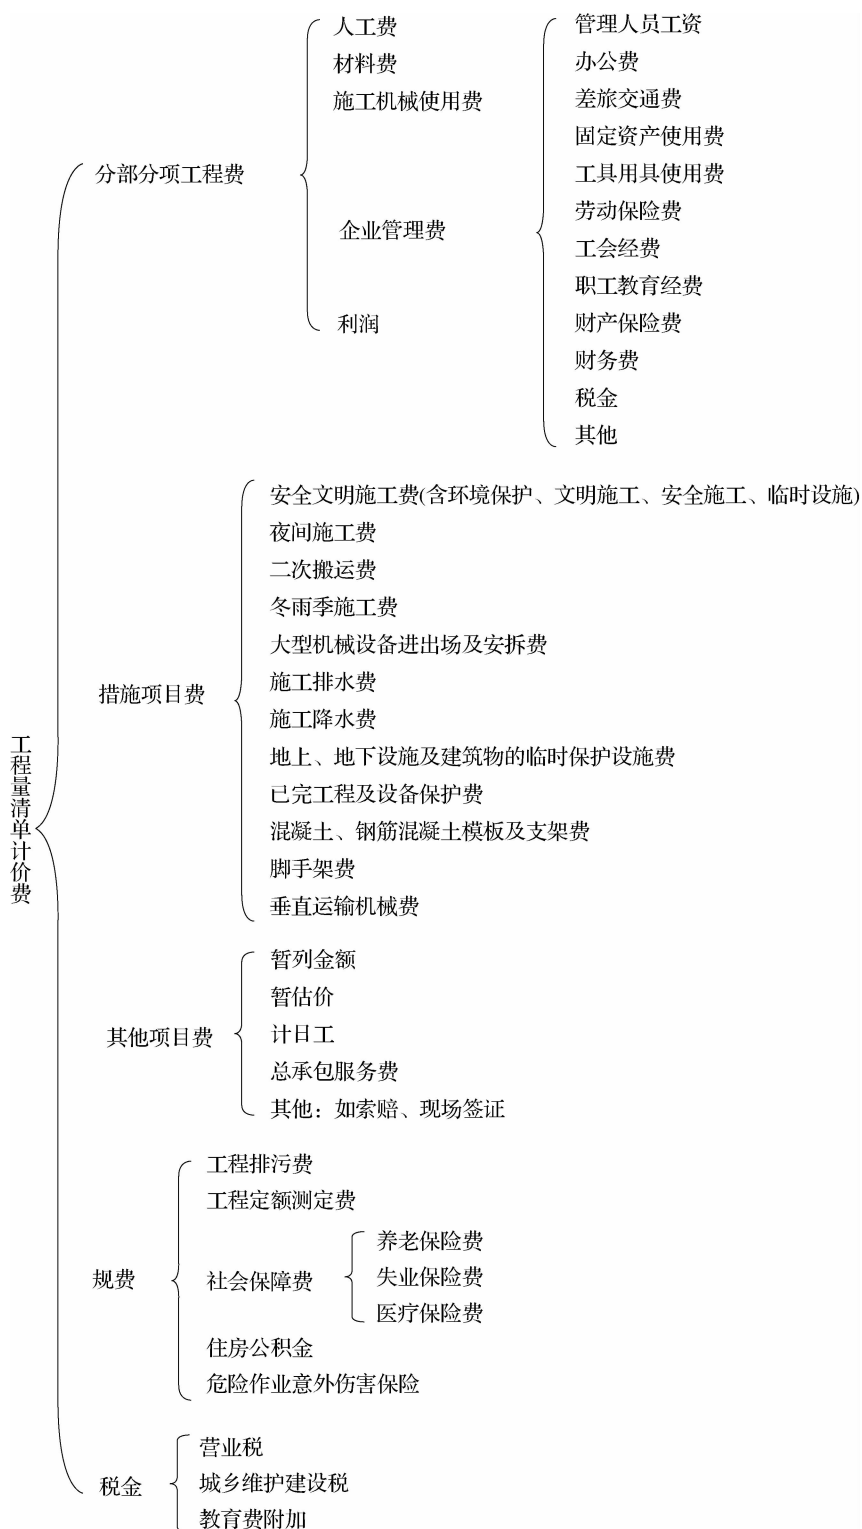 工程量清单计价费
分部分项工程费
人工费
材料费
施工机械使用费
企业管理费
管理人员工资
办公费
差旅交通费
固定资产使用费
工具用具使用费
劳动保险费
工会经费
职工教育经费
财产保险费
财务费
税金
其他
利润
措施项目费
安全文明施工费(含环境保护、文明施工、安全施工、临时设施)
夜间施工费
二次搬运费
冬雨季施工费
大型机械设备进出场及安拆费
施工排水费
施工降水费
地上、地下设施及建筑物的临时保护设施费
已完工程及设备保护费
混凝土、钢筋混凝土模板及支架费
脚手架费
垂直运输机械费
其他项目费
暂列金额
暂估价
计日工
总承包服务费
其他：如索赔、现场签证
规费
工程排污费
工程定额测定费
社会保障费
养老保险费
失业保险费
医疗保险费
住房公积金
危险作业意外伤害保险
税金
营业税
城乡维护建设税
教育费附加